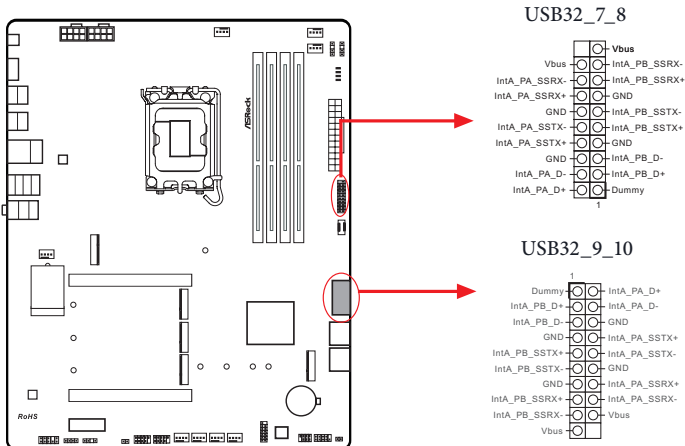 USB32_7_8
Vbus
Vbus IntA_PB_SSRX-
IntA_PA_SSRX- IntA_PB_SSRX+
IntA_PA_SSRX+ GND
GND IntA_PB_SSTX-
IntA_PA_SSTX- IntA_PB_SSTX+
IntA_PA_SSTX+ GND
GND IntA_PB_D-
IntA_PA_D- IntA_PB_D+
IntA_PA_D+ Dummy
1
ASRock
USB32_9_10
1
Dummy IntA_PA_D+
IntA_PB_D+ IntA_PA_D-
IntA_PB_D- GND
GND IntA_PA_SSTX+
IntA_PB_SSTX+ IntA_PA_SSTX-
IntA_PB_SSTX- GND
GND IntA_PA_SSRX+
IntA_PB_SSRX+ IntA_PA_SSRX-
IntA_PB_SSRX- Vbus
Vbus
RoHS